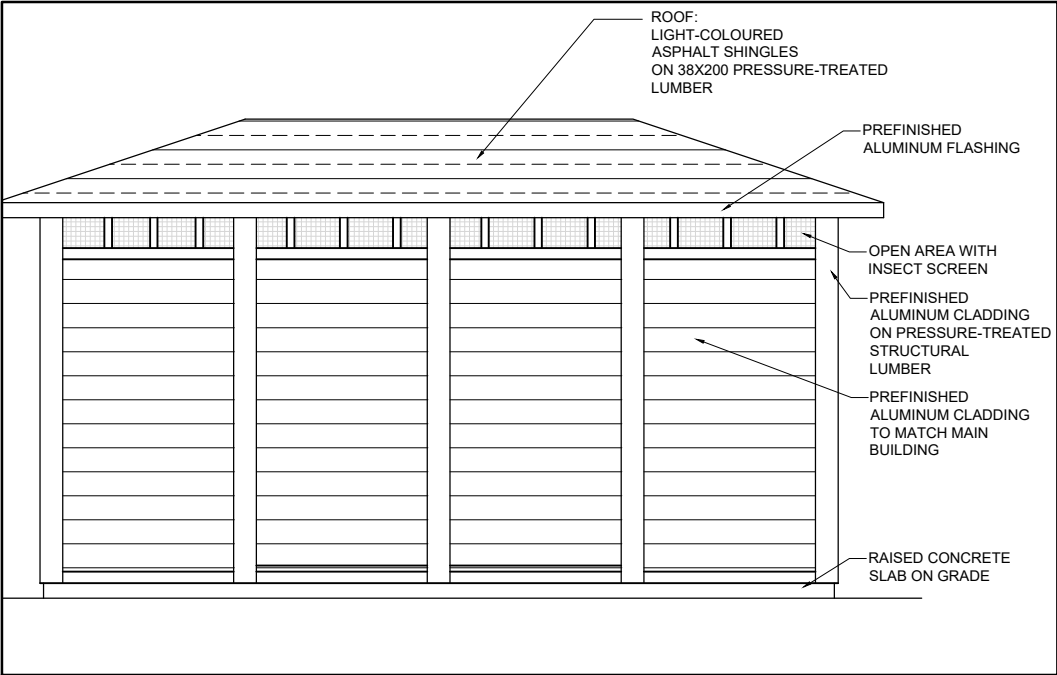 ROOF:
LIGHT-COLOURED
ASPHALT SHINGLES
ON 38X200 PRESSURE-TREATED
LUMBER
PREFINISHED
ALUMINUM FLASHING
OPEN AREA WITH
INSECT SCREEN
PREFINISHED
ALUMINUM CLADDING
ON PRESSURE-TREATED
STRUCTURAL
LUMBER
PREFINISHED
ALUMINUM CLADDING
TO MATCH MAIN
BUILDING
RAISED CONCRETE
SLAB ON GRADE